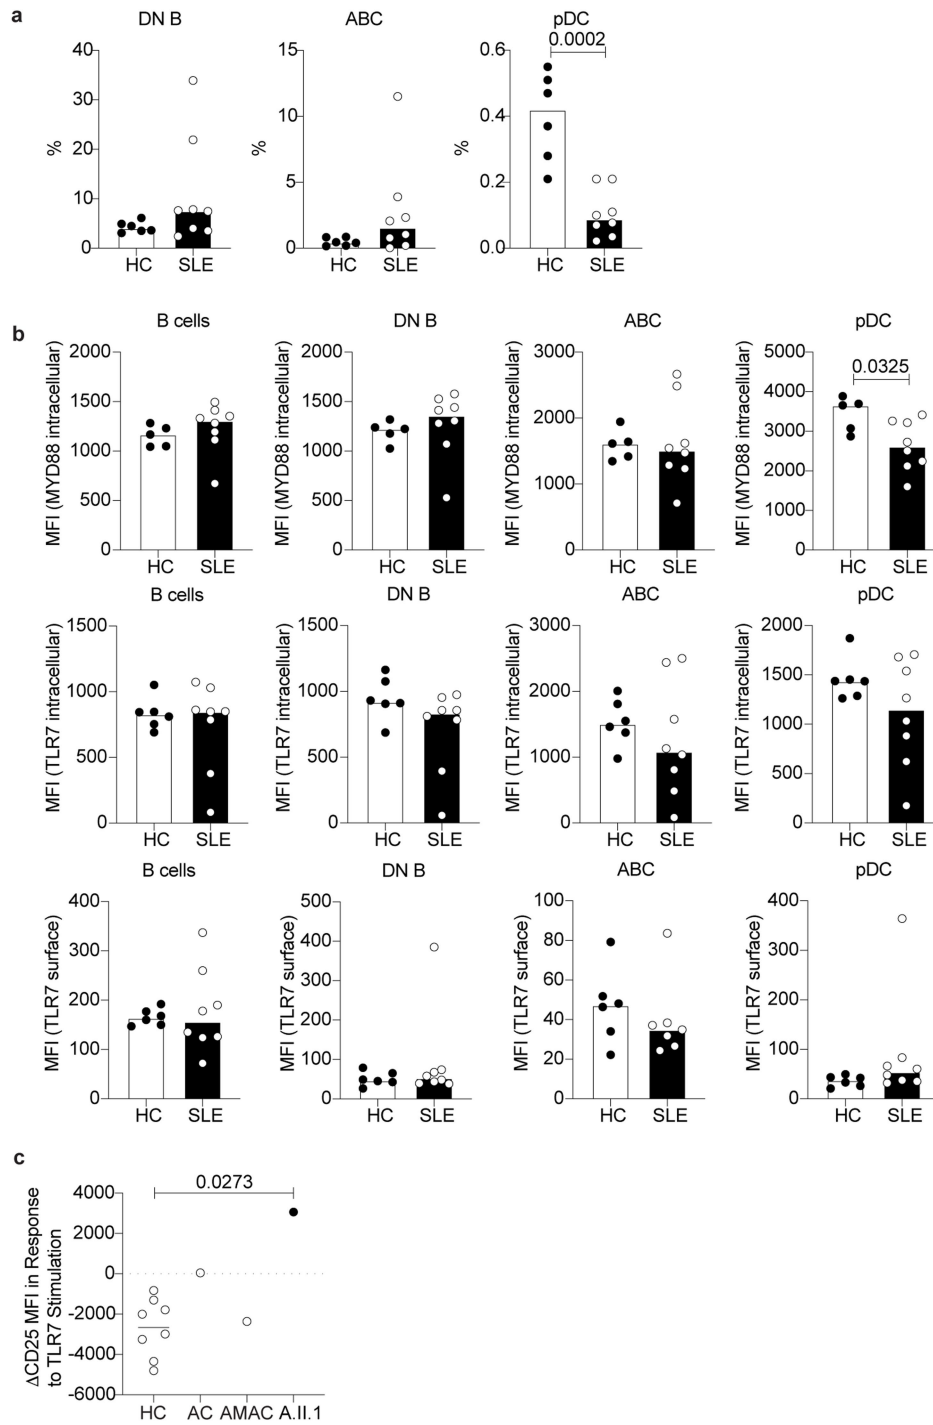 a
DN B
ABC
pDC
0.0002
%
40
30
20
10
0
HC
SLE
%
15
10
5
0
HC
SLE
%
0.6
0.4
0.2
0.0
HC
SLE
b
B cells
DN B
ABC
pDC
MFI (MYD88 intracellular)
2000
1500
1000
500
0
HC
SLE
MFI (MYD88 intracellular)
2000
1500
1000
500
0
HC
SLE
MFI (MYD88 intracellular)
3000
2000
1000
0
HC
SLE
0.0325
MFI (MYD88 intracellular)
5000
4000
3000
2000
1000
0
HC
SLE
B cells
DN B
ABC
pDC
MFI (TLR7 intracellular)
1500
1000
500
0
HC
SLE
MFI (TLR7 intracellular)
1500
1000
500
0
HC
SLE
MFI (TLR7 intracellular)
3000
2000
1000
0
HC
SLE
MFI (TLR7 intracellular)
2000
1500
1000
500
0
HC
SLE
B cells
DN B
ABC
pDC
MFI (TLR7 surface)
400
300
200
100
0
HC
SLE
MFI (TLR7 surface)
500
400
300
200
100
0
HC
SLE
MFI (TLR7 surface)
100
80
60
40
20
0
HC
SLE
MFI (TLR7 surface)
400
300
200
100
0
HC
SLE
c
0.0273
ΔCD25 MFI in Response
to TLR7 Stimulation
4000
2000
0
-2000
-4000
-6000
HC
AC
AMAC
A.II.1